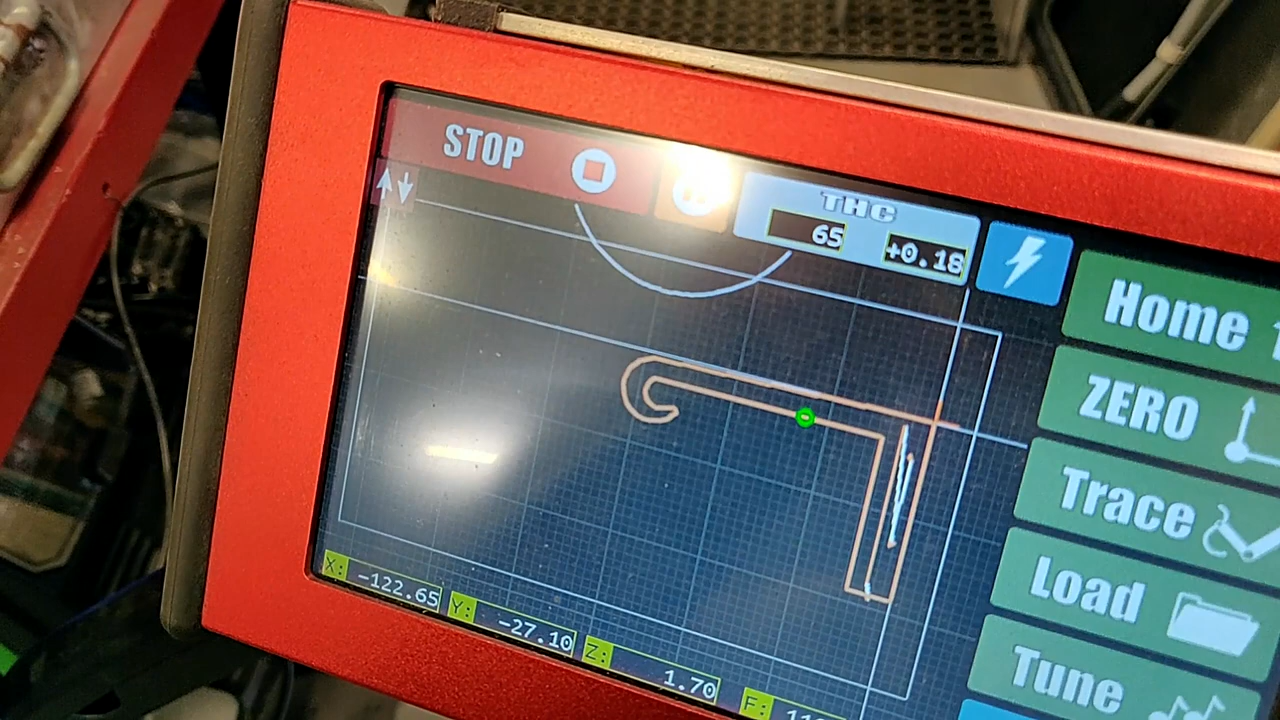 STOP
THC
65 +0.18
Home
ZERO
Trace
Load
Tune
X: -122.65 Y: -27.10 Z: 1.70 F: